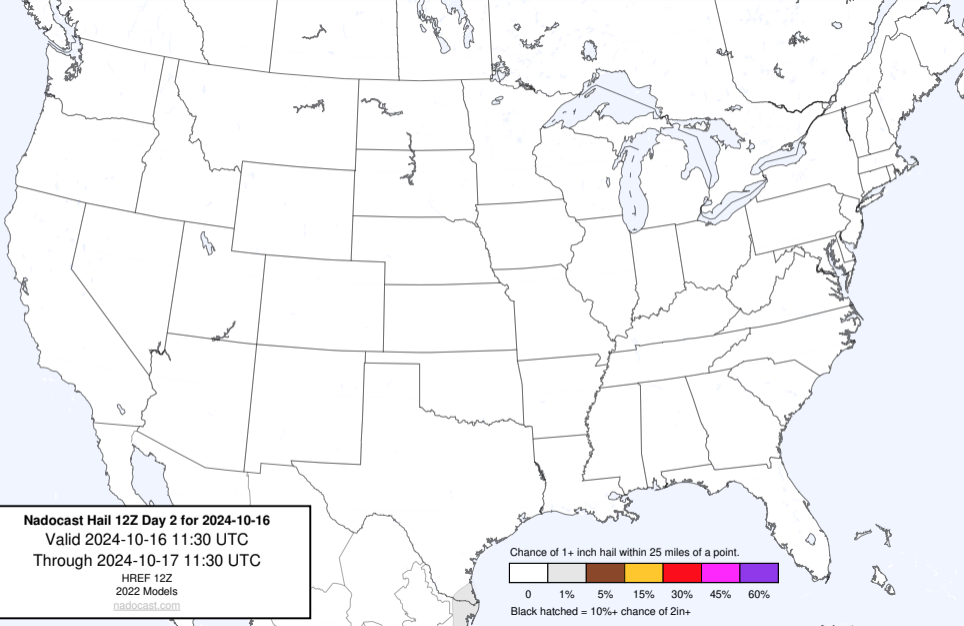 Nadocast Hail 12Z Day 2 for 2024-10-16
Valid 2024-10-16 11:30 UTC
Through 2024-10-17 11:30 UTC
HREF 12Z
2022 Models
nadocast.com
Chance of 1+ inch hail within 25 miles of a point.
0 1% 5% 15% 30% 45% 60%
Black hatched = 10%+ chance of 2in+